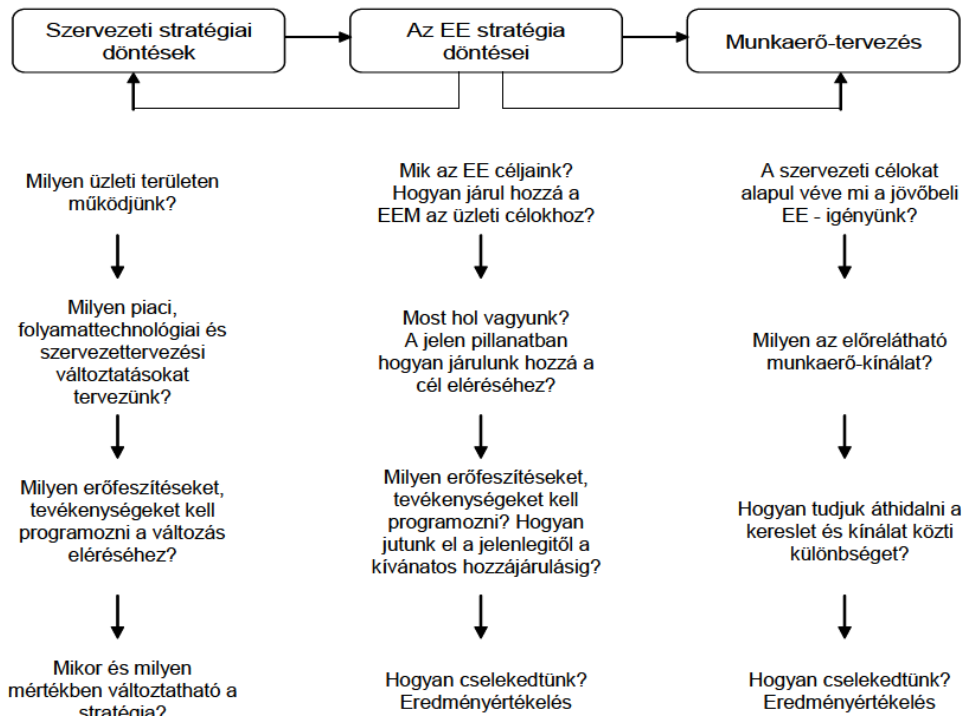 Szervezeti stratégiai
döntések
Az EE stratégia
döntései
Munkaerő-tervezés
Milyen üzleti területen
működjünk?
Milyen piaci,
folyamattechnológiai és
szervezettervezési
változtatásokat
tervezünk?
Milyen erőfeszítéseket,
tevékenységeket kell
programozni a változás
eléréséhez?
Mikor és milyen
mértékben változtatható a
stratégia?
Mik az EE céljaink?
Hogyan járul hozzá a
EEM az üzleti célokhoz?
Most hol vagyunk?
A jelen pillanatban
hogyan járulunk hozzá a
cél eléréséhez?
Milyen erőfeszítéseket,
tevékenységeket kell
programozni? Hogyan
jutunk el a jelenlegitől a
kívánatos hozzájárulásig?
Hogyan cselekedtünk?
Eredményértékelés
A szervezeti célokat
alapul véve mi a jövőbeli
EE - igényünk?
Milyen az előrelátható
munkaerő-kínálat?
Hogyan tudjuk áthidalni a
kereslet és kínálat közti
különbséget?
Hogyan cselekedtünk?
Eredményértékelés